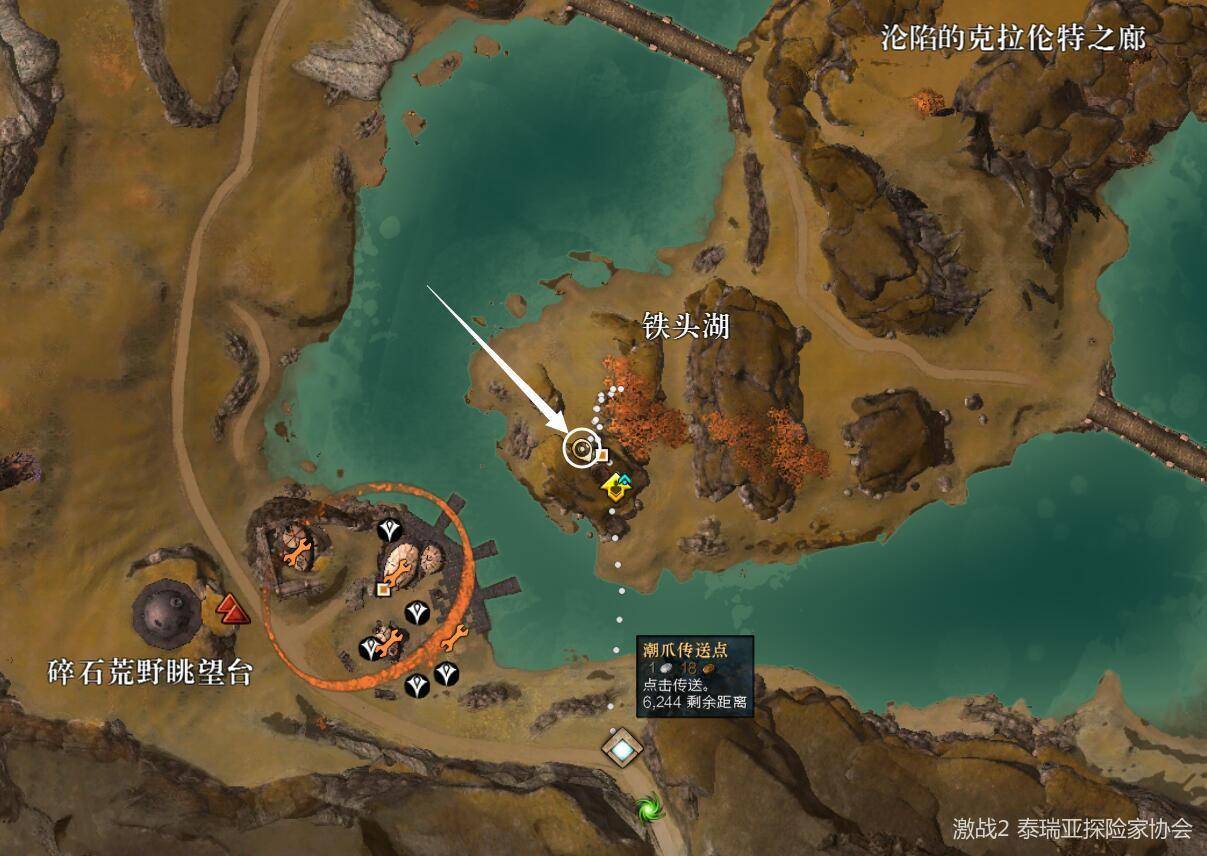 沦陷的克拉伦特之廊
铁头湖
碎石荒野眺望台
潮爪传送点
1 18
点击传送。
6,244 剩余距离
激战2 泰瑞亚探险家协会